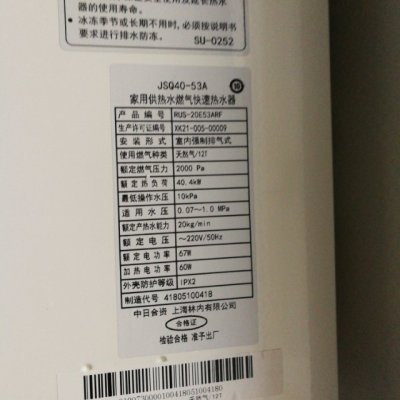 器的使用寿命。
•冰冻季节或长期不用时,必须按说明书
要求进行排水防冻。
SU-0252
JSQ40-53A
家用供热水燃气快速热水器
产品编号 RUS-20E53ARF
生产许可证编号 XK21-005-00009
安装形式 室内强制排气式
使用燃气种类 天然气/12T
额定燃气压力 2000 Pa
额定热负荷 40.4kW
最低操作水压 10kPa
适用水压 0.07~1.0 MPa
额定产热水能力 20kg/min
额定电压 ~220V/50Hz
额定电功率 67W
加热电功率 60W
外壳防护等级 IPX2
制造代号 41805100418
中日合资 上海林内有限公司
合格证
检验合格 准予出厂
天然气/12T